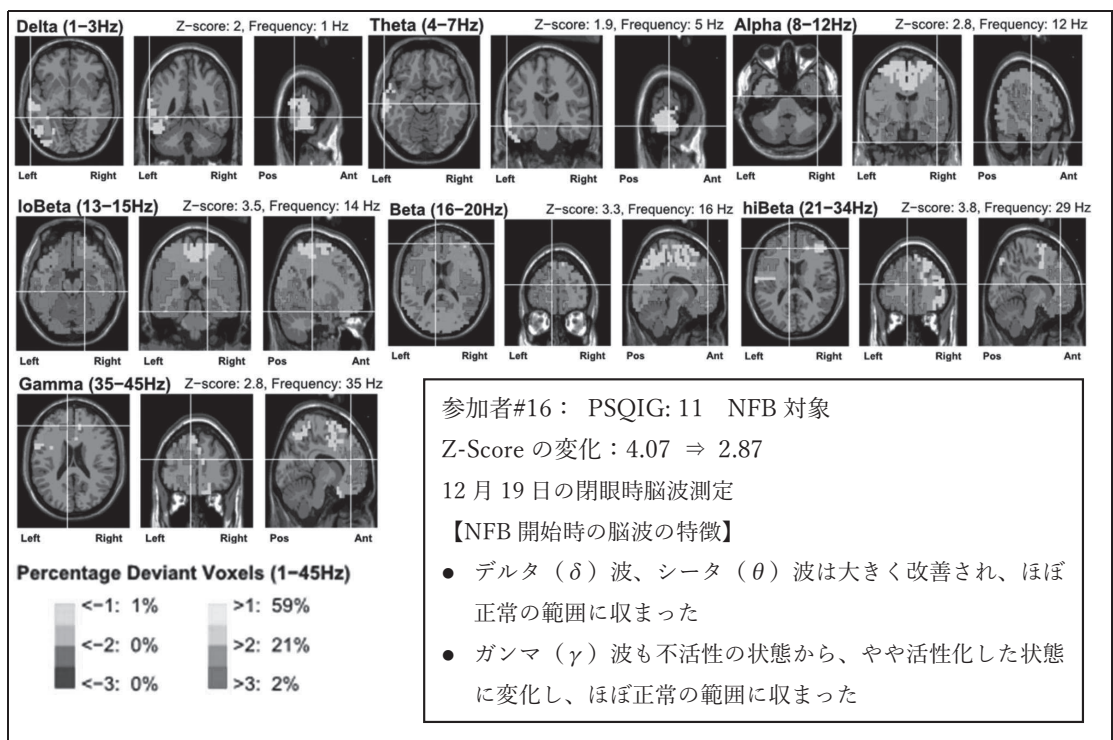 Delta (1−3Hz) Z−score: 2, Frequency: 1 Hz
Left Right Left Right Pos Ant
Theta (4−7Hz) Z−score: 1.9, Frequency: 5 Hz
Left Right Left Right Pos Ant
Alpha (8−12Hz) Z−score: 2.8, Frequency: 12 Hz
Left Right Left Right Pos Ant
loBeta (13−15Hz) Z−score: 3.5, Frequency: 14 Hz
Left Right Left Right Pos Ant
Beta (16−20Hz) Z−score: 3.3, Frequency: 16 Hz
Left Right Left Right Pos Ant
hiBeta (21−34Hz) Z−score: 3.8, Frequency: 29 Hz
Left Right Left Right Pos Ant
Gamma (35−45Hz) Z−score: 2.8, Frequency: 35 Hz
Left Right Left Right Pos Ant
Percentage Deviant Voxels (1−45Hz)
<−1: 1% >1: 59%
<−2: 0% >2: 21%
<−3: 0% >3: 2%
参加者#16： PSQIG: 11 NFB 対象
Z-Score の変化：4.07 ⇒ 2.87
12 月 19 日の閉眼時脳波測定
【NFB 開始時の脳波の特徴】
● デルタ（δ）波、シータ（θ）波は大きく改善され、ほぼ
正常の範囲に収まった
● ガンマ（γ）波も不活性の状態から、やや活性化した状態
に変化し、ほぼ正常の範囲に収まった